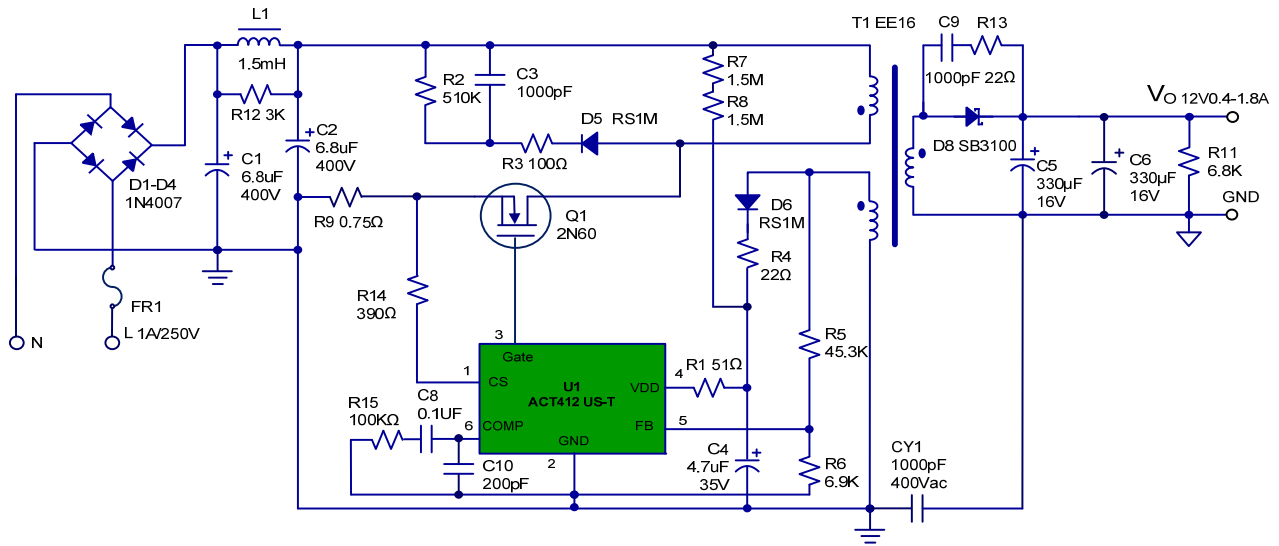 L1
1.5mH
R12 3K
C1
6.8uF
400V
C2
6.8uF
400V
D1-D4
1N4007
FR1
L 1A/250V
N
R2
510K
C3
1000pF
R3 100Ω
D5 RS1M
R9 0.75Ω
Q1
2N60
R14
390Ω
R7
1.5M
R8
1.5M
T1 EE16
C9
R13
1000pF 22Ω
D8 SB3100
VO 12V0.4-1.8A
C5
330µF
16V
C6
330µF
16V
R11
6.8K
GND
D6
RS1M
R4
22Ω
R5
45.3K
3
Gate
1
CS
U1
ACT412 US-T
VDD
4
R1 51Ω
FB
5
6
COMP
GND
2
R15
100KΩ
C8
0.1UF
C10
200pF
C4
4.7uF
35V
R6
6.9K
CY1
1000pF
400Vac